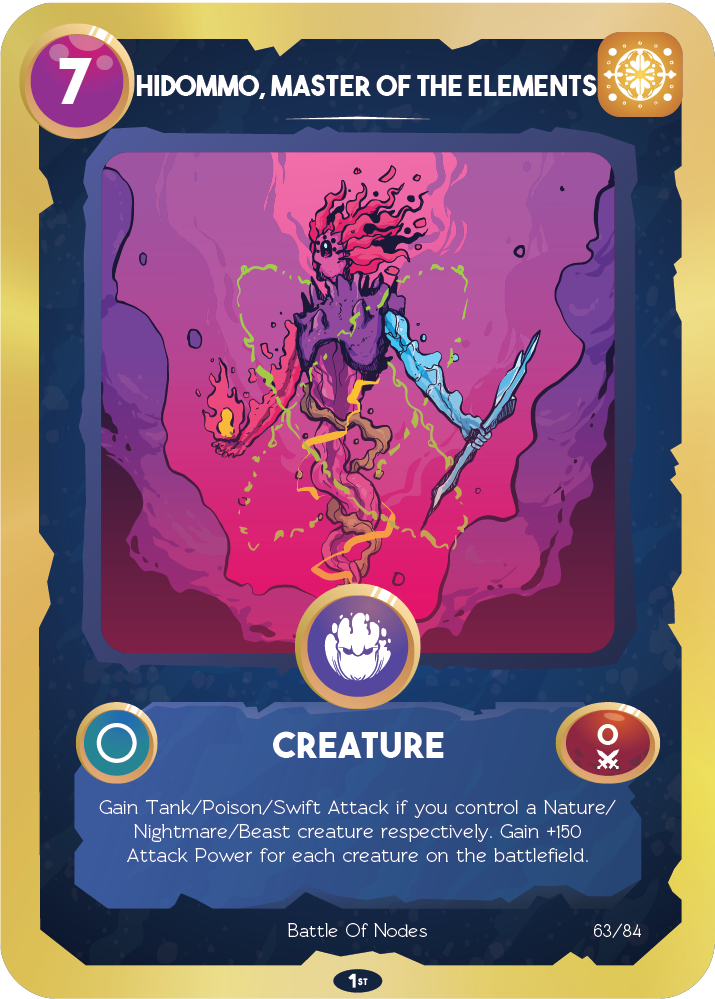 7
HIDOMMO, MASTER OF THE ELEMENTS
CREATURE
0
Gain Tank/Poison/Swift Attack if you control a Nature/
Nightmare/Beast creature respectively. Gain +150
Attack Power for each creature on the battlefield.
Battle Of Nodes
63/84
1ST